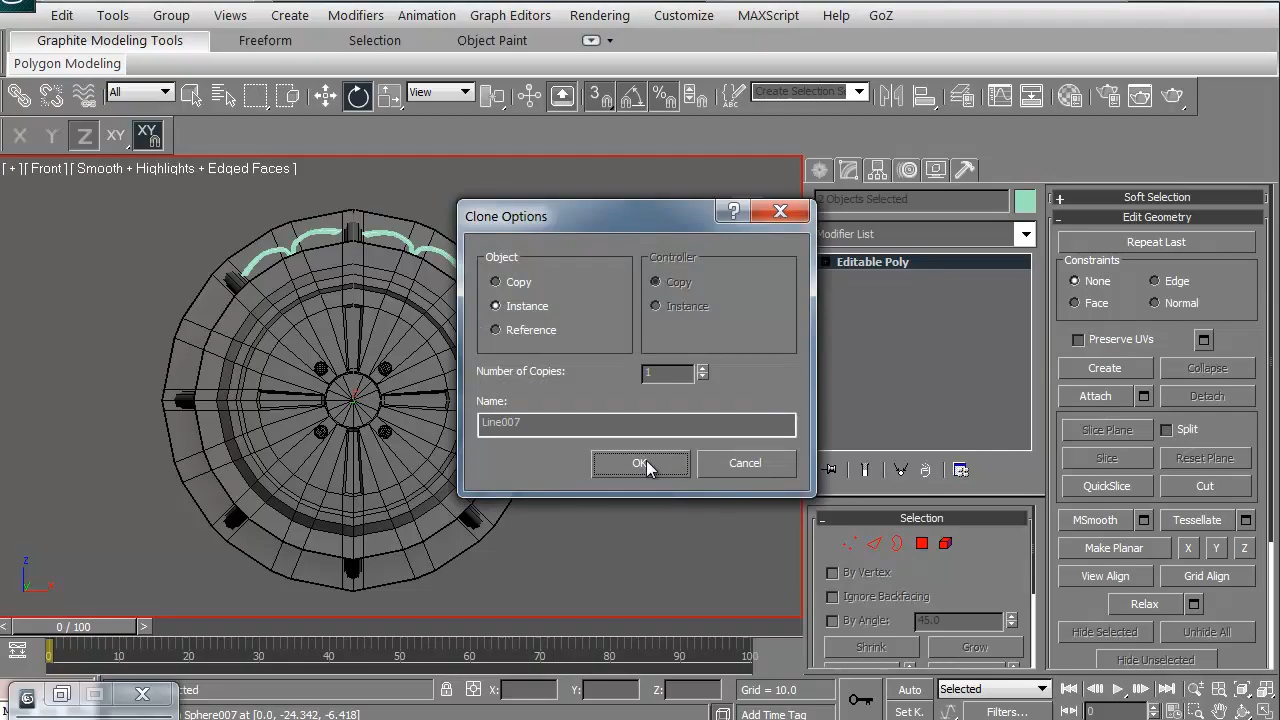 Edit Tools Group Views Create Modifiers Animation Graph Editors Rendering Customize MAXScript Help GoZ
Graphite Modeling Tools Freeform Selection Object Paint
Polygon Modeling
All View 3 Create Selection Se
X Y Z XY XY
[ + ][ Front ][ Smooth + Highlights + Edged Faces ]
2 Objects Selected
Modifier List
Editable Poly
Soft Selection
Edit Geometry
Repeat Last
Constraints
None Edge
Face Normal
Preserve UVs
Create Collapse
Attach Detach
Slice Plane Split
Slice Reset Plane
QuickSlice Cut
MSmooth Tessellate
Make Planar X Y Z
View Align Grid Align
Relax
Hide Selected Unhide All
Hide Unselected
Clone Options
Object Controller
Copy Copy
Instance Instance
Reference
Number of Copies: 1
Name:
Line007
OK Cancel
Selection
By Vertex
Ignore Backfacing
By Angle: 45.0
Shrink Grow
z
x
0 / 100
0 10 20 30 40 50 60 70 80 90 100
X: Y: Z: Grid = 10.0
Auto Selected
Sphere007 at [0.0, -24.342, -6.418] Add Time Tag Set K. Filters... 0